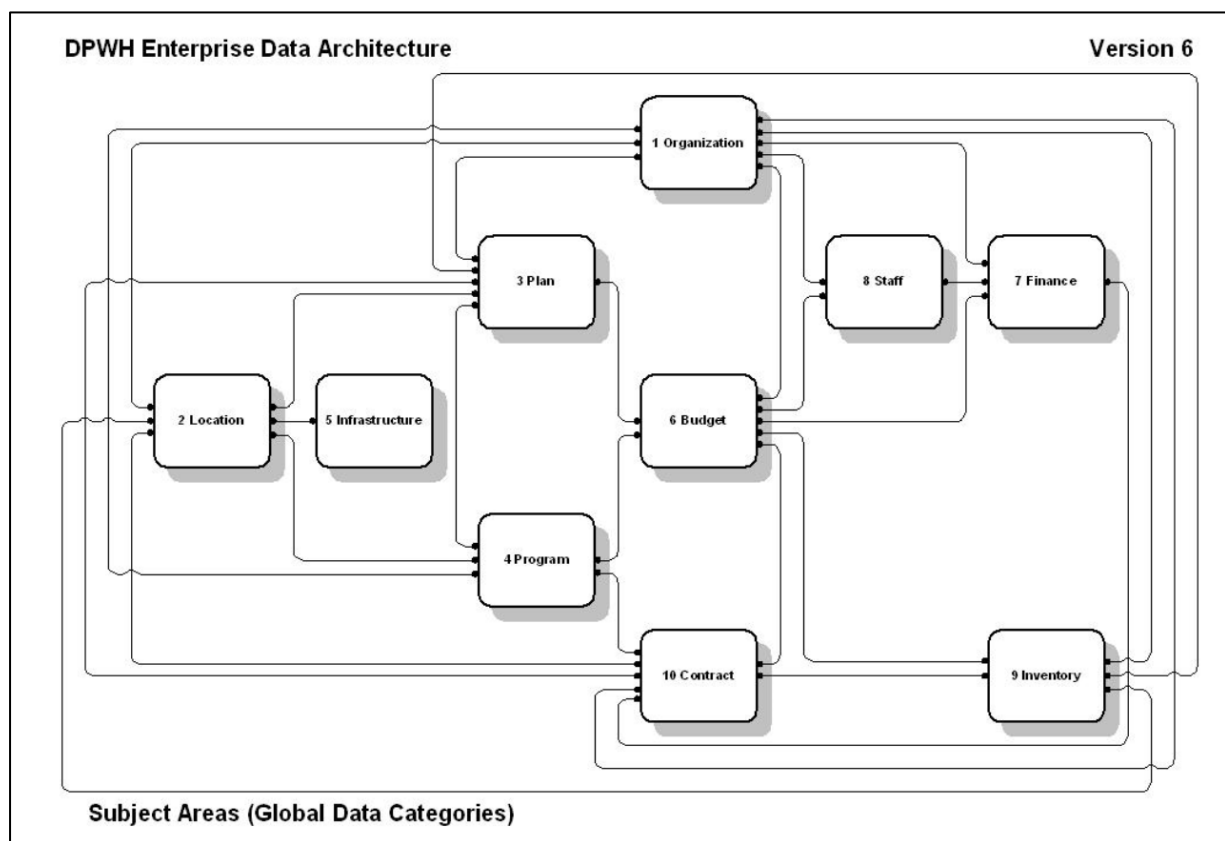 DPWH Enterprise Data Architecture
Version 6
1 Organization
3 Plan
8 Staff
7 Finance
2 Location
5 Infrastructure
6 Budget
4 Program
10 Contract
9 Inventory
Subject Areas (Global Data Categories)